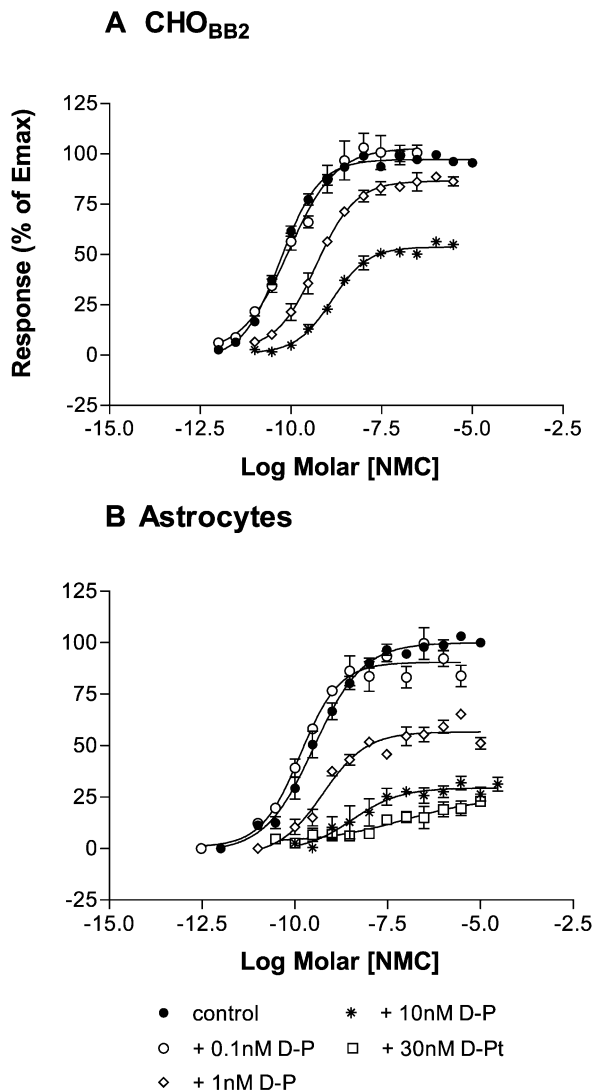 A CHOBB2
125
100
75
50
25
0
-25
Response (% of Emax)
-15.0 -12.5 -10.0 -7.5 -5.0 -2.5
Log Molar [NMC]
B Astrocytes
125
100
75
50
25
0
-25
-15.0 -12.5 -10.0 -7.5 -5.0 -2.5
Log Molar [NMC]
control
+ 0.1nM D-P
+ 1nM D-P
+ 10nM D-P
+ 30nM D-Pt